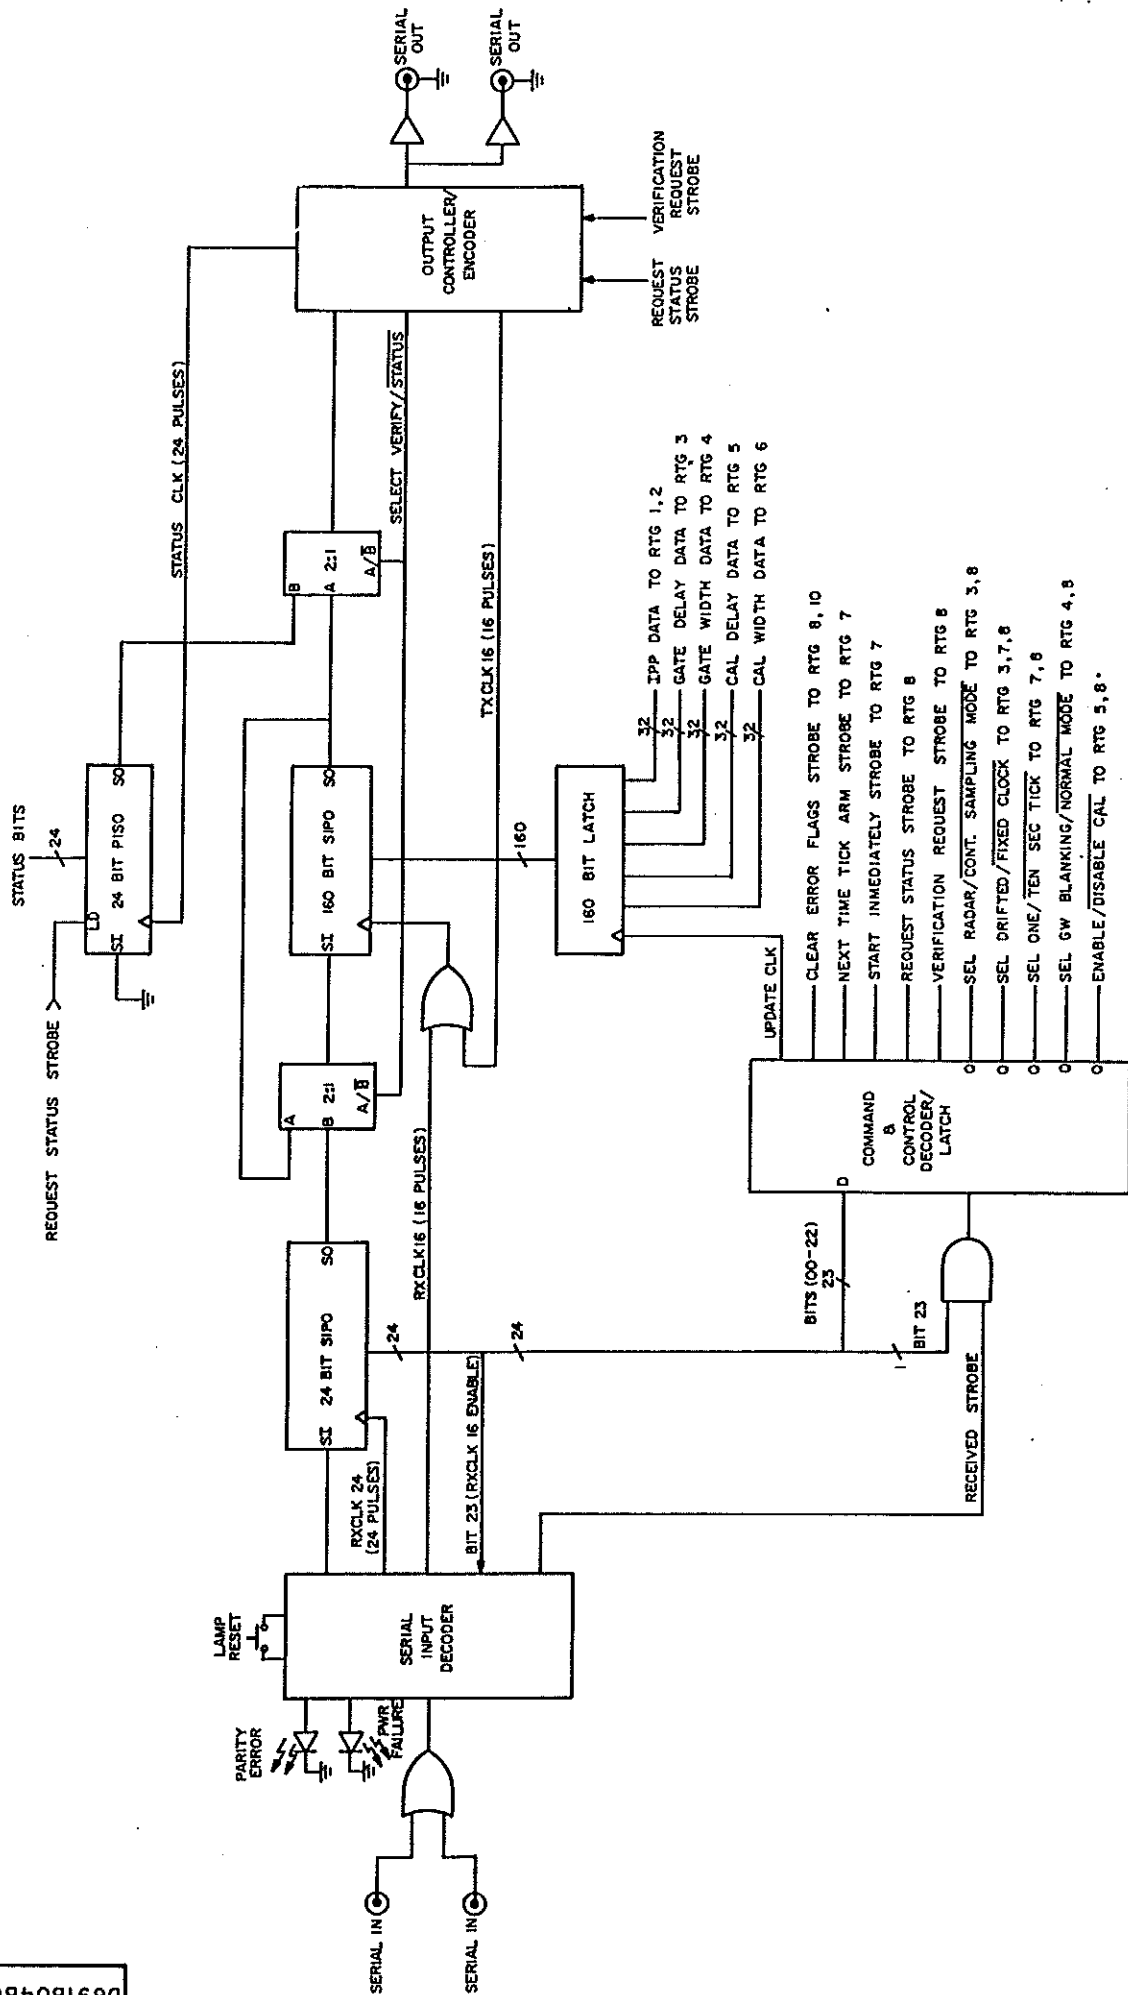 SERIAL IN
SERIAL IN
PARITY
ERROR
PWR
FAILURE
LAMP
RESET
SERIAL
INPUT
DECODER
RXCLK 24
(24 PULSES)
BIT 23 (RXCLK 16 ENABLE)
RECEIVED STROBE
SI 24 BIT SIPO SO
24
24
RXCLK16 (16 PULSES)
BITS (00-22)
23
BIT 23
1
REQUEST STATUS STROBE
A
B 2:1
A/B
STATUS BITS
24
LD
SI 24 BIT PISO SO
SI 160 BIT SIPO SO
160
160 BIT LATCH
UPDATE CLK
B
A 2:1
A/B
STATUS CLK (24 PULSES)
SELECT VERIFY/STATUS
TXCLK16 (16 PULSES)
OUTPUT
CONTROLLER/
ENCODER
REQUEST
STATUS
STROBE
VERIFICATION
REQUEST
STROBE
SERIAL
OUT
SERIAL
OUT
32 IPP DATA TO RTG 1,2
32 GATE DELAY DATA TO RTG 3
32 GATE WIDTH DATA TO RTG 4
32 CAL DELAY DATA TO RTG 5
32 CAL WIDTH DATA TO RTG 6
D
COMMAND
&
CONTROL
DECODER/
LATCH
CLEAR ERROR FLAGS STROBE TO RTG 8,10
NEXT TIME TICK ARM STROBE TO RTG 7
START INMEDIATELY STROBE TO RTG 7
REQUEST STATUS STROBE TO RTG 8
VERIFICATION REQUEST STROBE TO RTG 8
SEL RADAR/CONT. SAMPLING MODE TO RTG 3,8
SEL DRIFTED/FIXED CLOCK TO RTG 3,7,8
SEL ONE/TEN SEC TICK TO RTG 7,8
SEL GW BLANKING/NORMAL MODE TO RTG 4,8
ENABLE/DISABLE CAL TO RTG 5,8